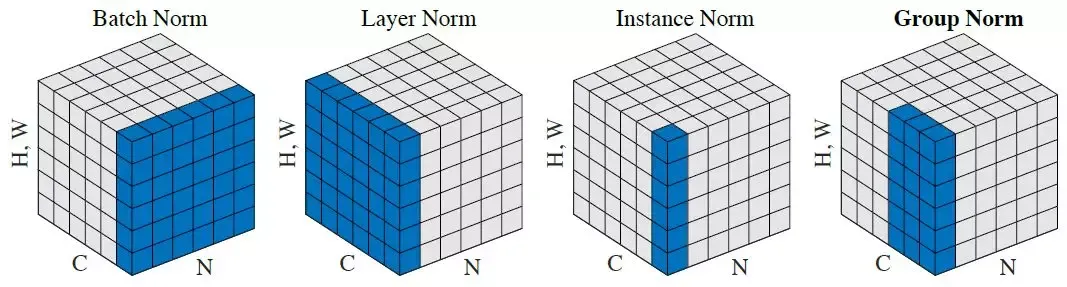 Batch Norm
H, W
C
N
Layer Norm
H, W
C
N
Instance Norm
H, W
C
N
Group Norm
H, W
C
N